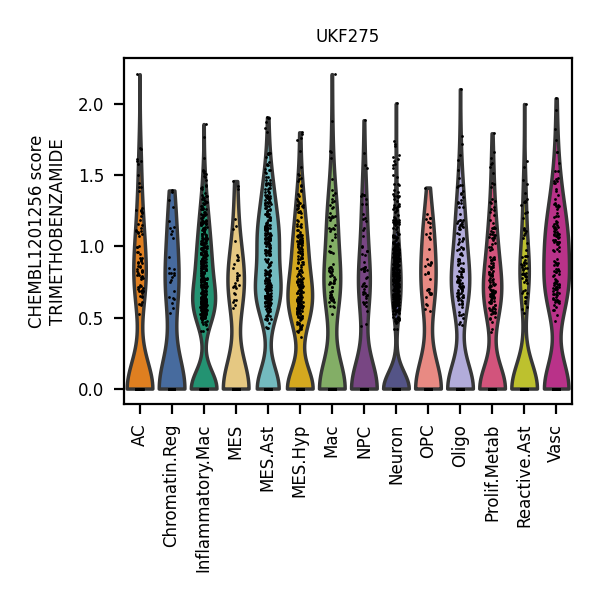 UKF275
CHEMBL1201256 score
TRIMETHOBENZAMIDE
2.0
1.5
1.0
0.5
0.0
AC
Chromatin.Reg
Inflammatory.Mac
MES
MES.Ast
MES.Hyp
Mac
NPC
Neuron
OPC
Oligo
Prolif.Metab
Reactive.Ast
Vasc